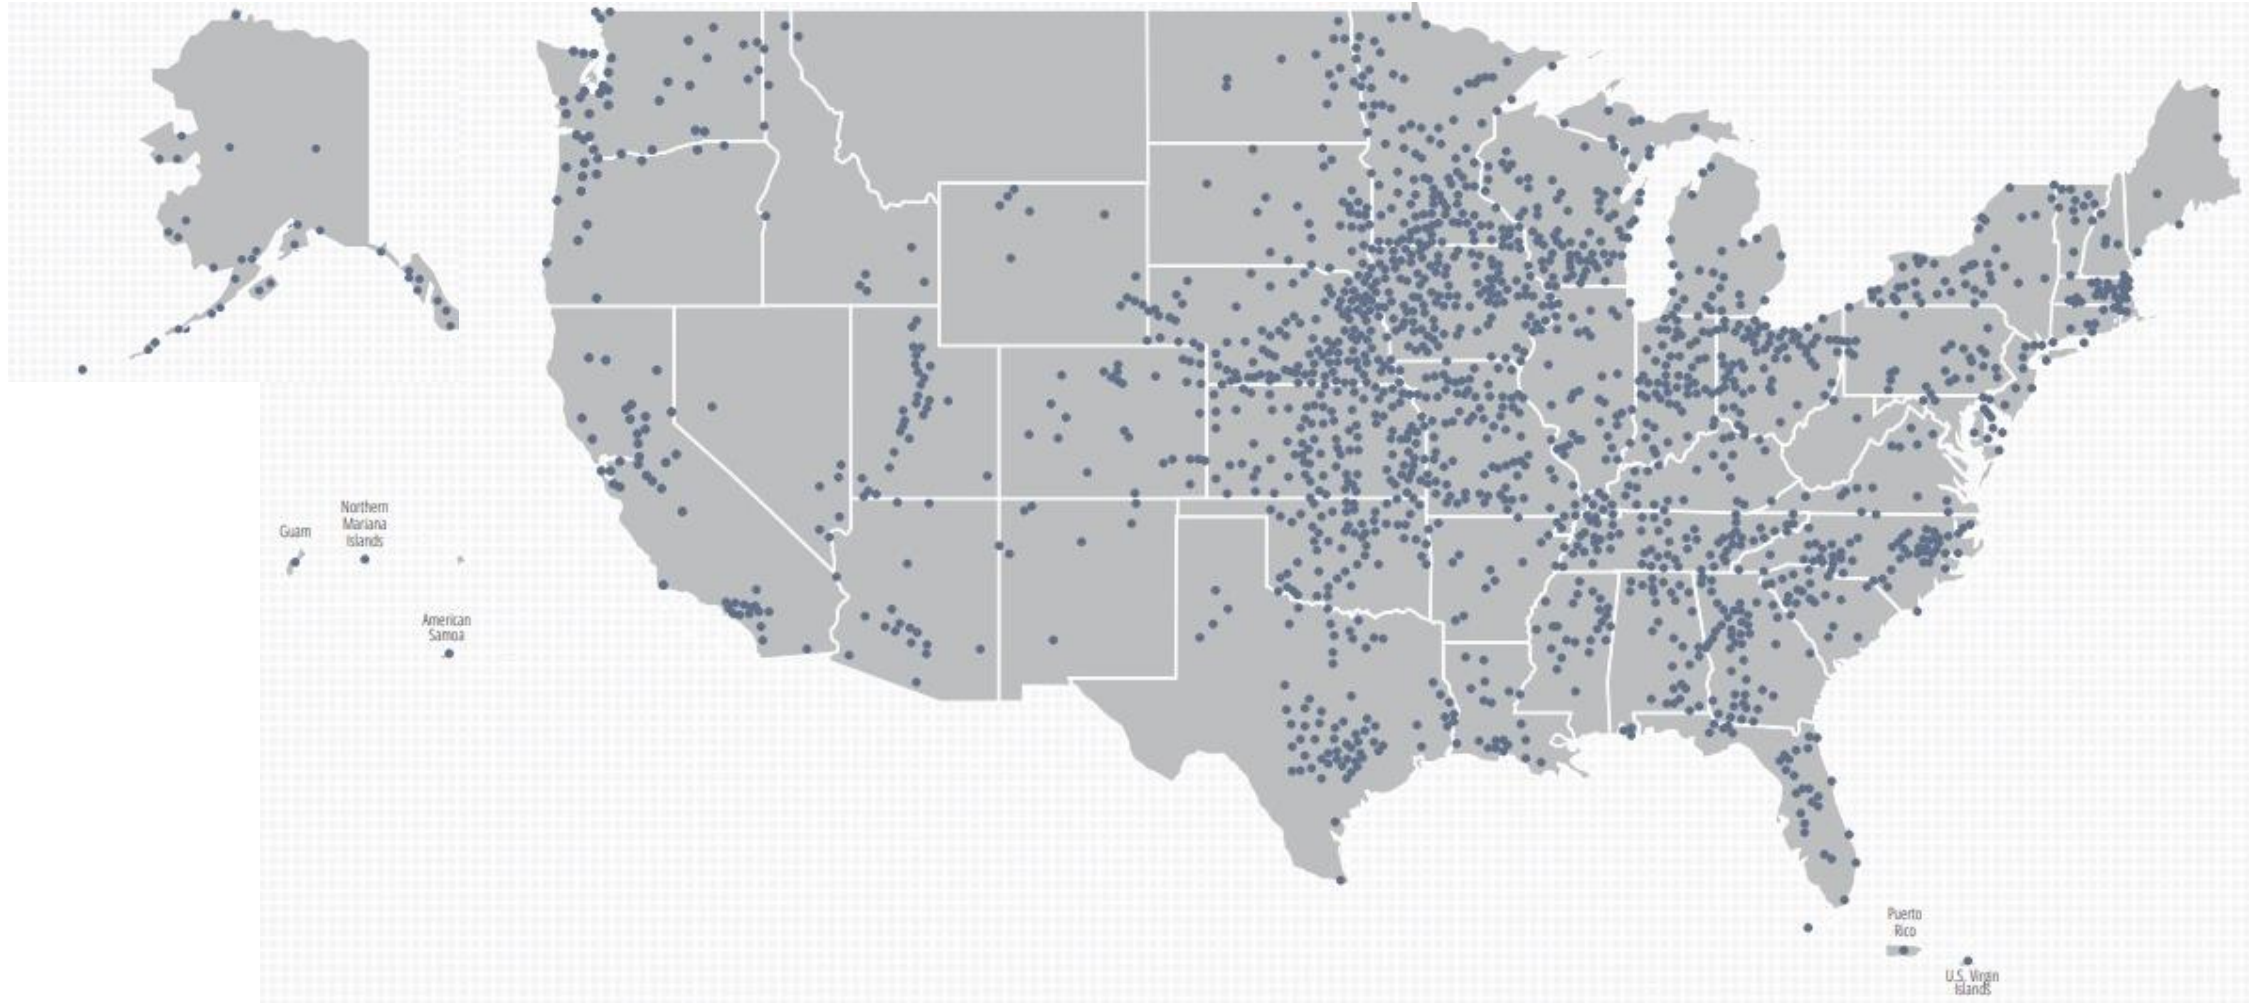 Northern
Mariana
Islands
Guam
American
Samoa
Puerto
Rico
U.S. Virgin
Islands